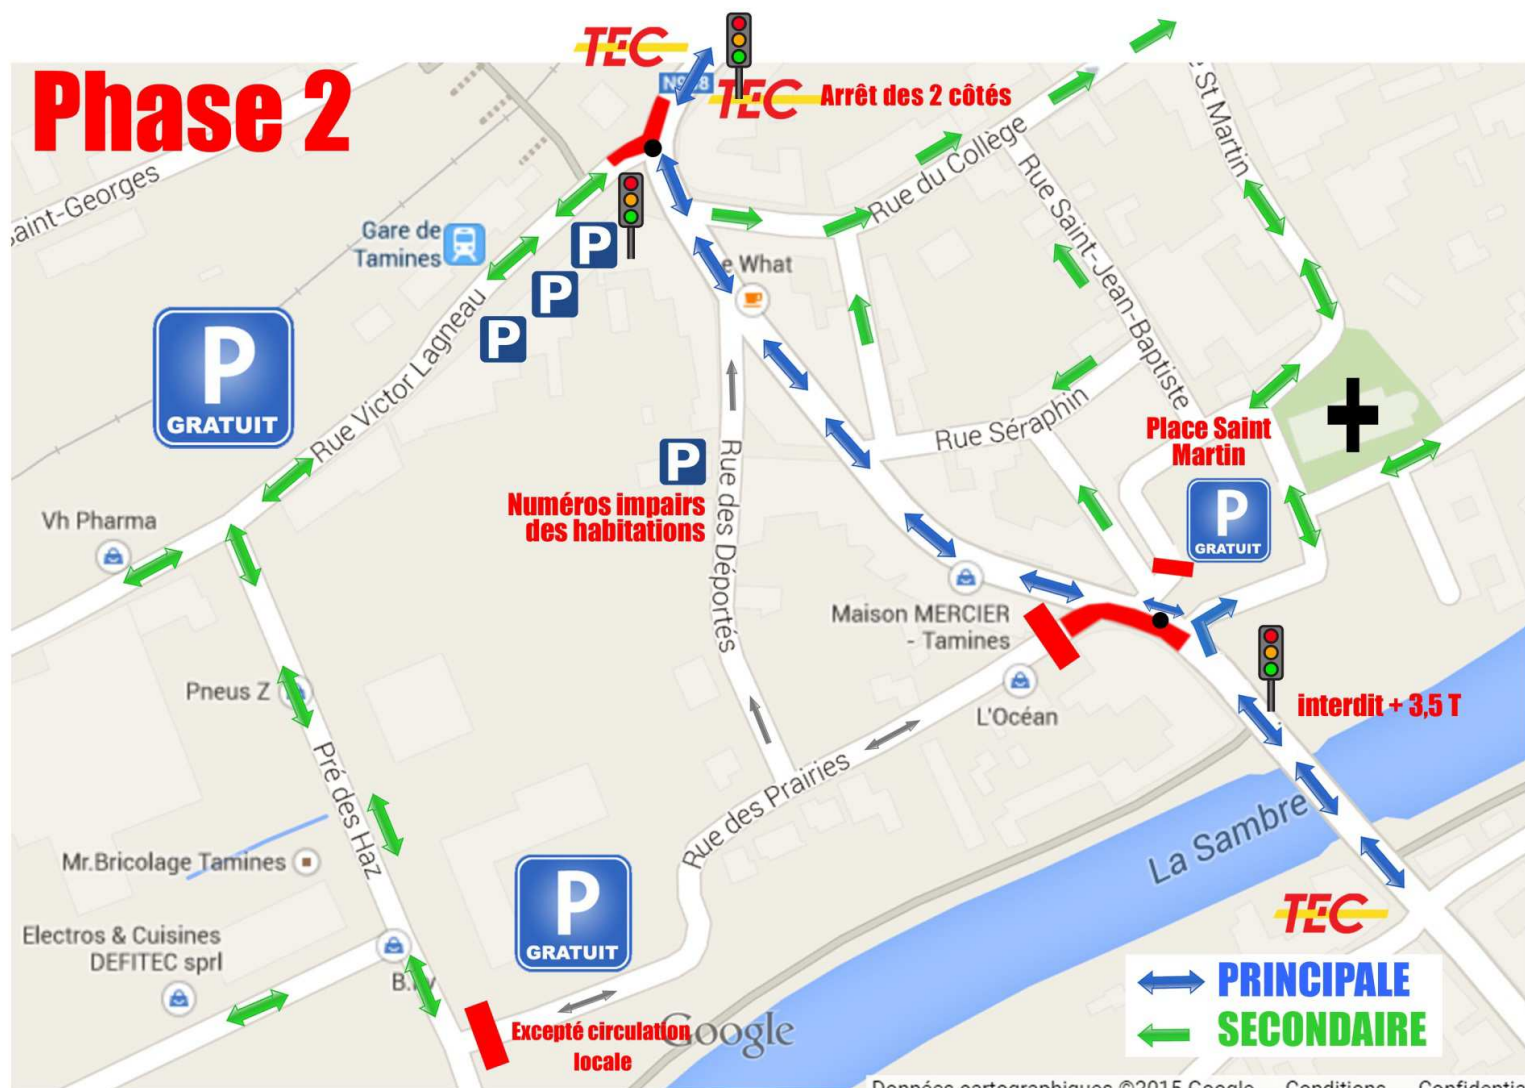 Phase 2
TEC
N988
TEC
Arrêt des 2 côtés
e St Martin
Rue du Collège
Rue Saint-Jean-Baptiste
aint-Georges
Gare de
Tamines
P
P
P
e What
P
GRATUIT
Rue Victor Lagneau
Rue Séraphin
Place Saint
Martin
P
Numéros impairs
des habitations
Rue des Déportés
P
GRATUIT
Vh Pharma
Maison MERCIER
- Tamines
L'Océan
interdit + 3,5 T
Pneus Z
Pré des Haz
Rue des Prairies
La Sambre
Mr.Bricolage Tamines
P
GRATUIT
TEC
Electros & Cuisines
DEFITEC sprl
PRINCIPALE
SECONDAIRE
Excepté circulation
locale
Google
Données cartographiques ©2015 Google
Conditions
Confidentio